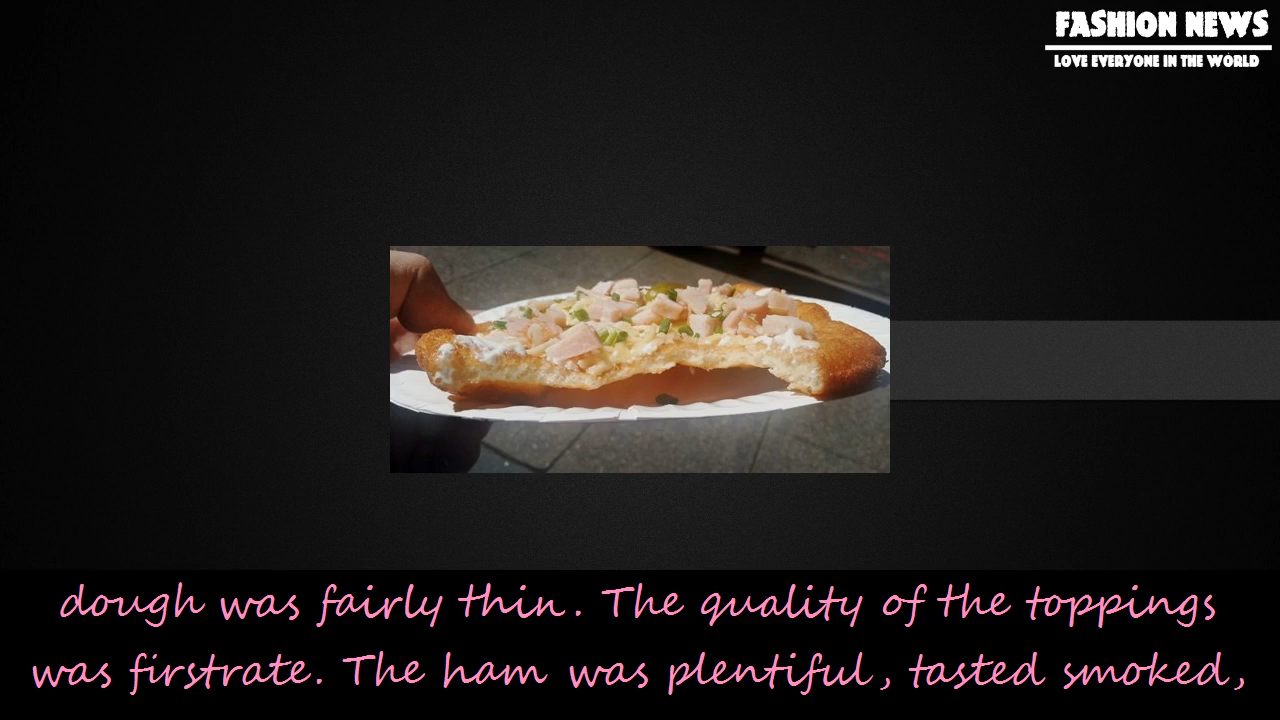 FASHION NEWS
LOVE EVERYONE IN THE WORLD
dough was fairly thin. The quality of the toppings
was firstrate. The ham was plentiful, tasted smoked,